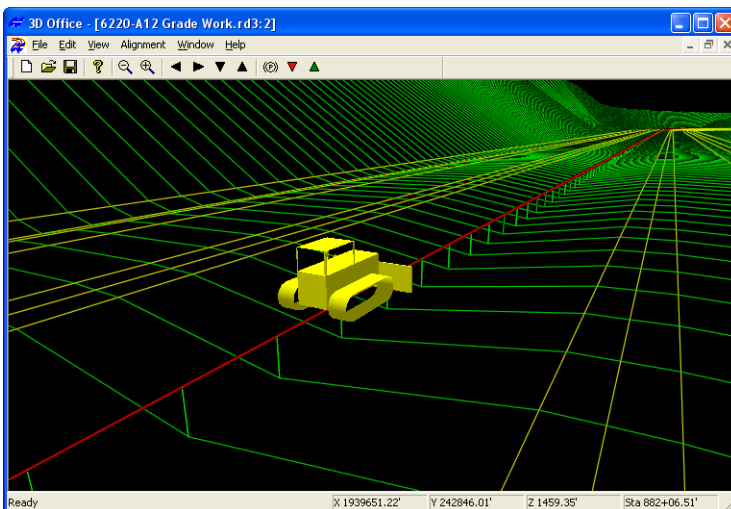 3D Office - [6220-A12 Grade Work.rd3:2]
File Edit View Alignment Window Help
(P)
Ready X 1939651.22' Y 242846.01' Z 1459.35' Sta 882+06.51'